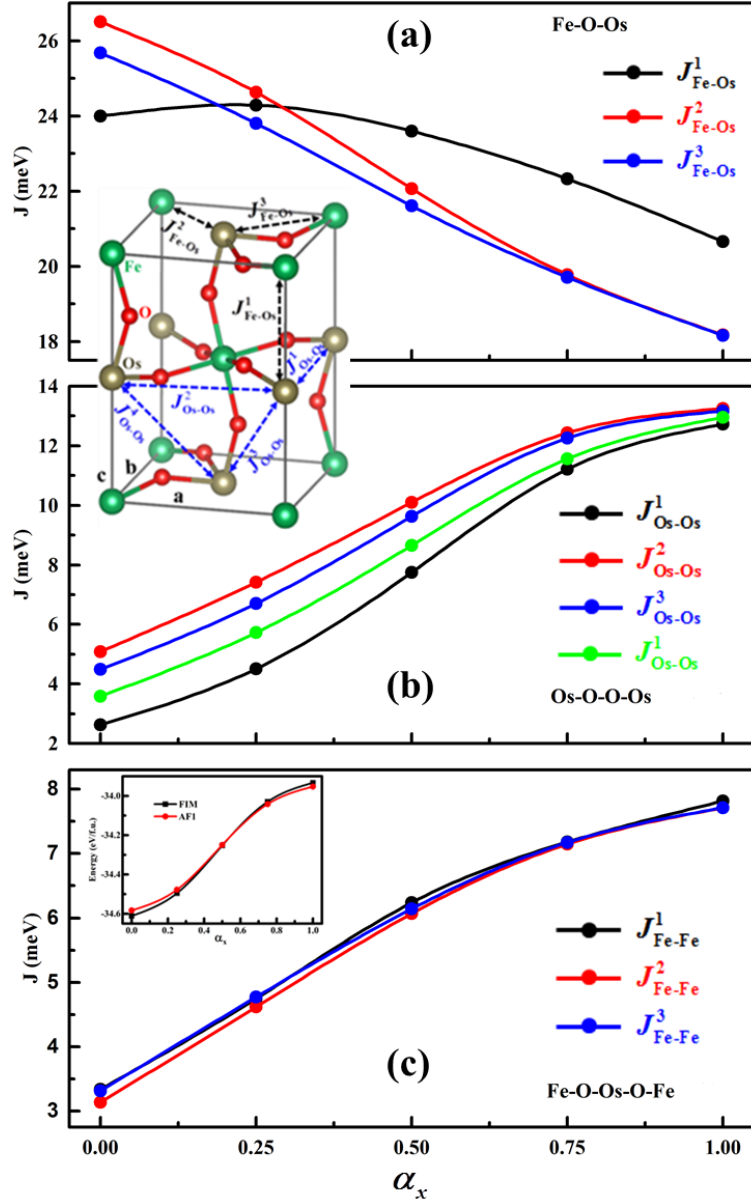 (a)
Fe-O-Os
J (meV)
26
24
22
20
18
J¹Fe-Os
J²Fe-Os
J³Fe-Os
J³Fe-Os
J²Fe-Os
J¹Fe-Os
Fe
O
Os
J¹Os-Os
J²Os-Os
J⁴Os-Os
J³Os-Os
c
b
a
14
12
10
8
6
4
2
J (meV)
J¹Os-Os
J²Os-Os
J³Os-Os
J¹Os-Os
(b)
Os-O-O-Os
8
7
6
5
4
3
J (meV)
FIM
AFI
Energy (eV/f.u.)
-34.0
-34.2
-34.4
-34.6
0.0 0.2 0.4 0.6 0.8 1.0
αx
J¹Fe-Fe
J²Fe-Fe
J³Fe-Fe
(c)
Fe-O-Os-O-Fe
0.00 0.25 0.50 0.75 1.00
αx